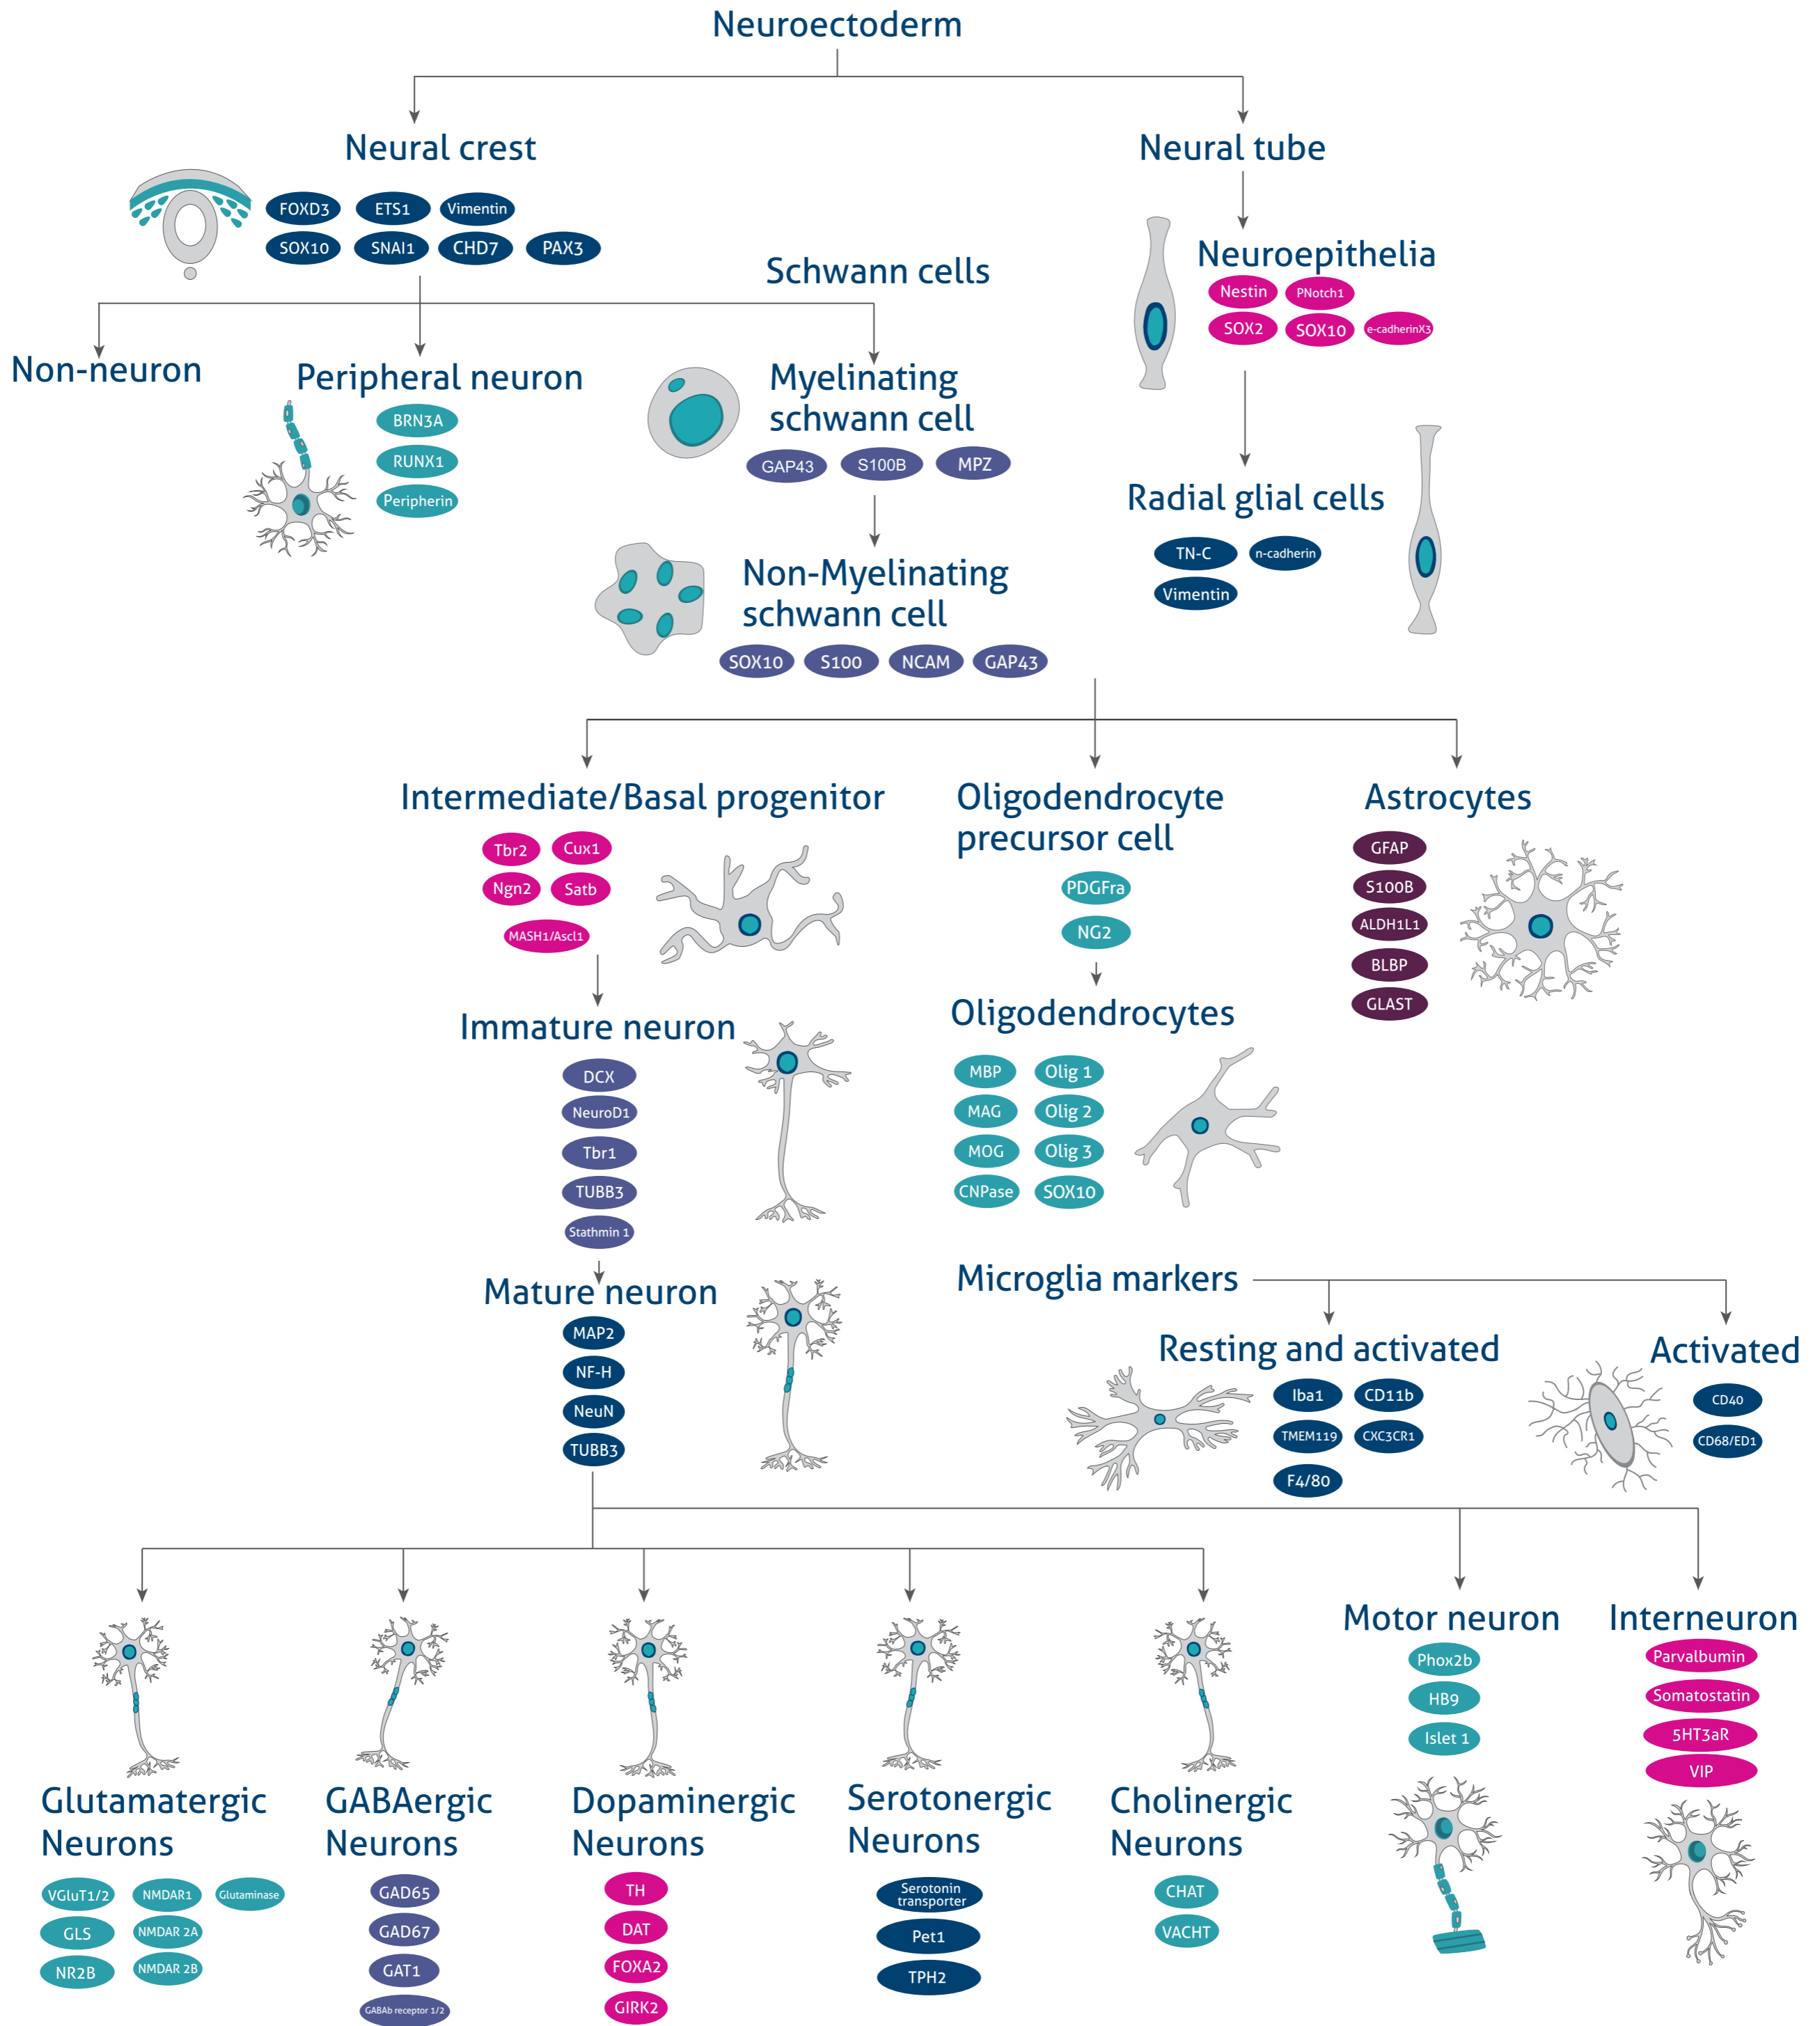 Neuroectoderm
Neural crest
FOXD3
ETS1
Vimentin
SOX10
SNAI1
CHD7
PAX3
Neural tube
Neuroepithelia
Nestin
PNotch1
SOX2
SOX10
e-cadherinX3
Schwann cells
Non-neuron
Peripheral neuron
BRN3A
RUNX1
Peripherin
Myelinating
schwann cell
GAP43
S100B
MPZ
Non-Myelinating
schwann cell
SOX10
S100
NCAM
GAP43
Radial glial cells
TN-C
n-cadherin
Vimentin
Intermediate/Basal progenitor
Tbr2
Cux1
Ngn2
Satb
MASH1/Ascl1
Oligodendrocyte
precursor cell
PDGFra
NG2
Astrocytes
GFAP
S100B
ALDH1L1
BLBP
GLAST
Immature neuron
DCX
NeuroD1
Tbr1
TUBB3
Stathmin 1
Oligodendrocytes
MBP
Olig 1
MAG
Olig 2
MOG
Olig 3
CNPase
SOX10
Mature neuron
MAP2
NF-H
NeuN
TUBB3
Microglia markers
Resting and activated
Iba1
CD11b
TMEM119
CXC3CR1
F4/80
Activated
CD40
CD68/ED1
Motor neuron
Phox2b
HB9
Islet 1
Interneuron
Parvalbumin
Somatostatin
5HT3aR
VIP
Glutamatergic
Neurons
VGluT1/2
NMDAR1
Glutaminase
GLS
NMDAR 2A
NR2B
NMDAR 2B
GABAergic
Neurons
GAD65
GAD67
GAT1
GABAb receptor 1/2
Dopaminergic
Neurons
TH
DAT
FOXA2
GIRK2
Serotonergic
Neurons
Serotonin
transporter
Pet1
TPH2
Cholinergic
Neurons
CHAT
VACHT